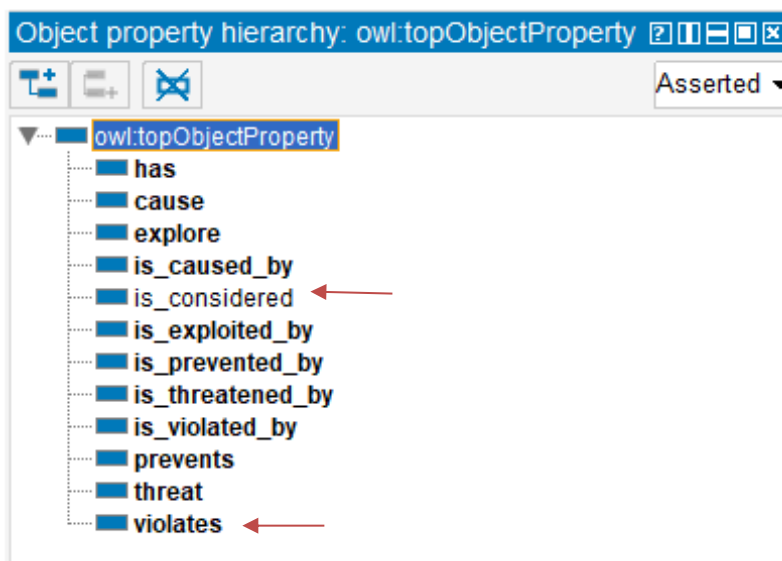 Object property hierarchy: owl:topObjectProperty
Asserted
owl:topObjectProperty
has
cause
explore
is_caused_by
is_considered
is_exploited_by
is_prevented_by
is_threatened_by
is_violated_by
prevents
threat
violates